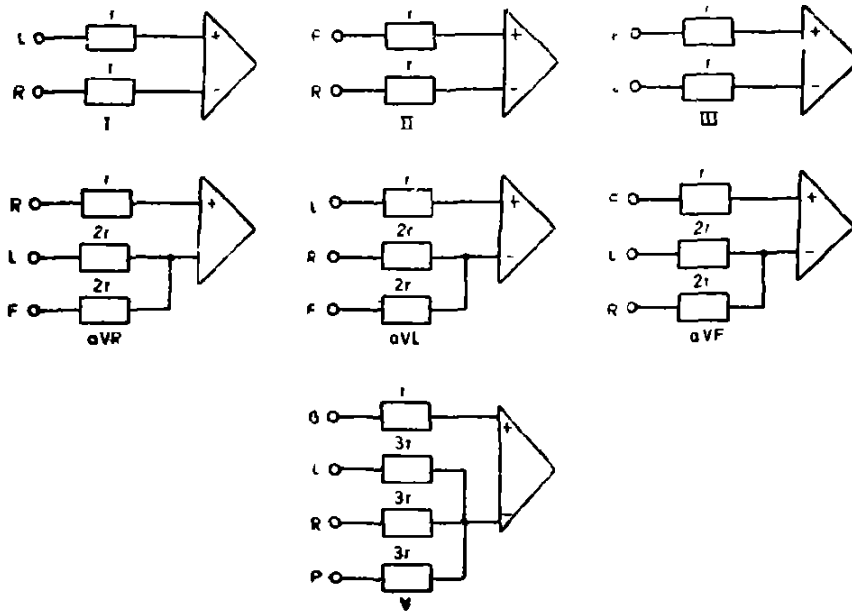 r r r
L + F + +
r r r
R - R - -
I II III
r r r
R + L + +
2r 2r 2r
L R - L -
2r 2r 2r
F F R
aVR aVL aVF
r
B +
3r
L
3r
R -
3r
P
V